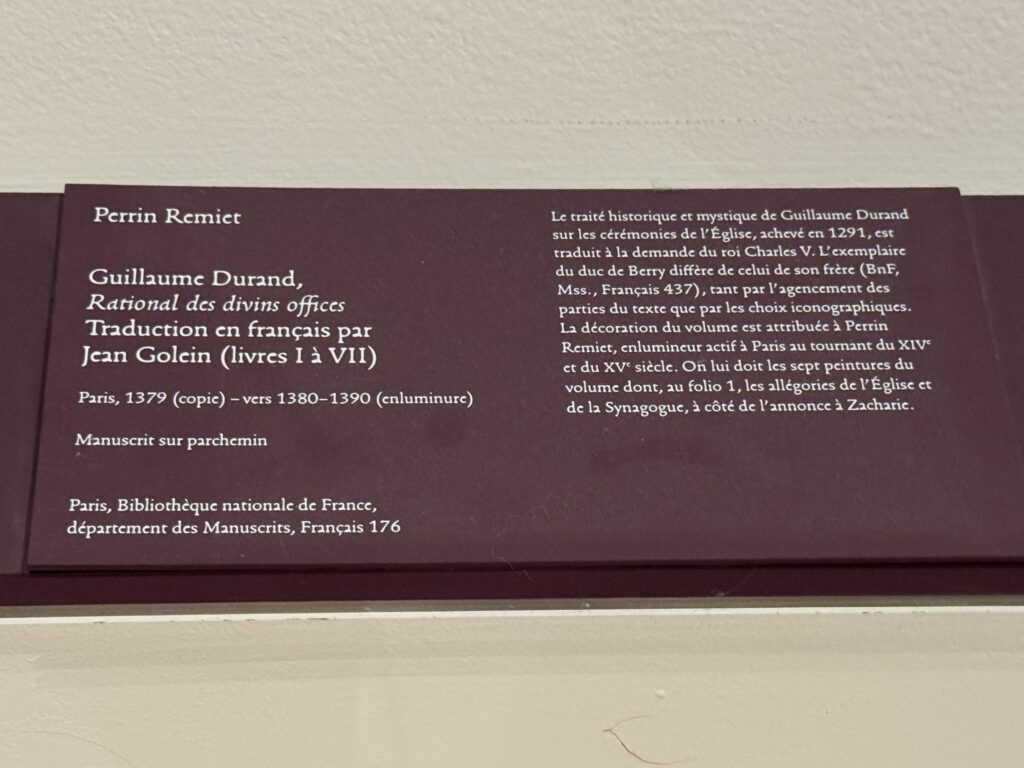 Perrin Remiet
Guillaume Durand,
Rational des divins offices
Traduction en français par
Jean Golein (livres I à VII)
Paris, 1379 (copie) – vers 1380–1390 (enluminure)
Manuscrit sur parchemin
Paris, Bibliothèque nationale de France,
département des Manuscrits, Français 176
Le traité historique et mystique de Guillaume Durand
sur les cérémonies de l'Église, achevé en 1291, est
traduit à la demande du roi Charles V. L'exemplaire
du duc de Berry diffère de celui de son frère (BnF,
Mss., Français 437), tant par l'agencement des
parties du texte que par les choix iconographiques.
La décoration du volume est attribuée à Perrin
Remiet, enlumineur actif à Paris au tournant du XIVᵉ
et du XVᵉ siècle. On lui doit les sept peintures du
volume dont, au folio 1, les allégories de l'Église et
de la Synagogue, à côté de l'annonce à Zacharie.